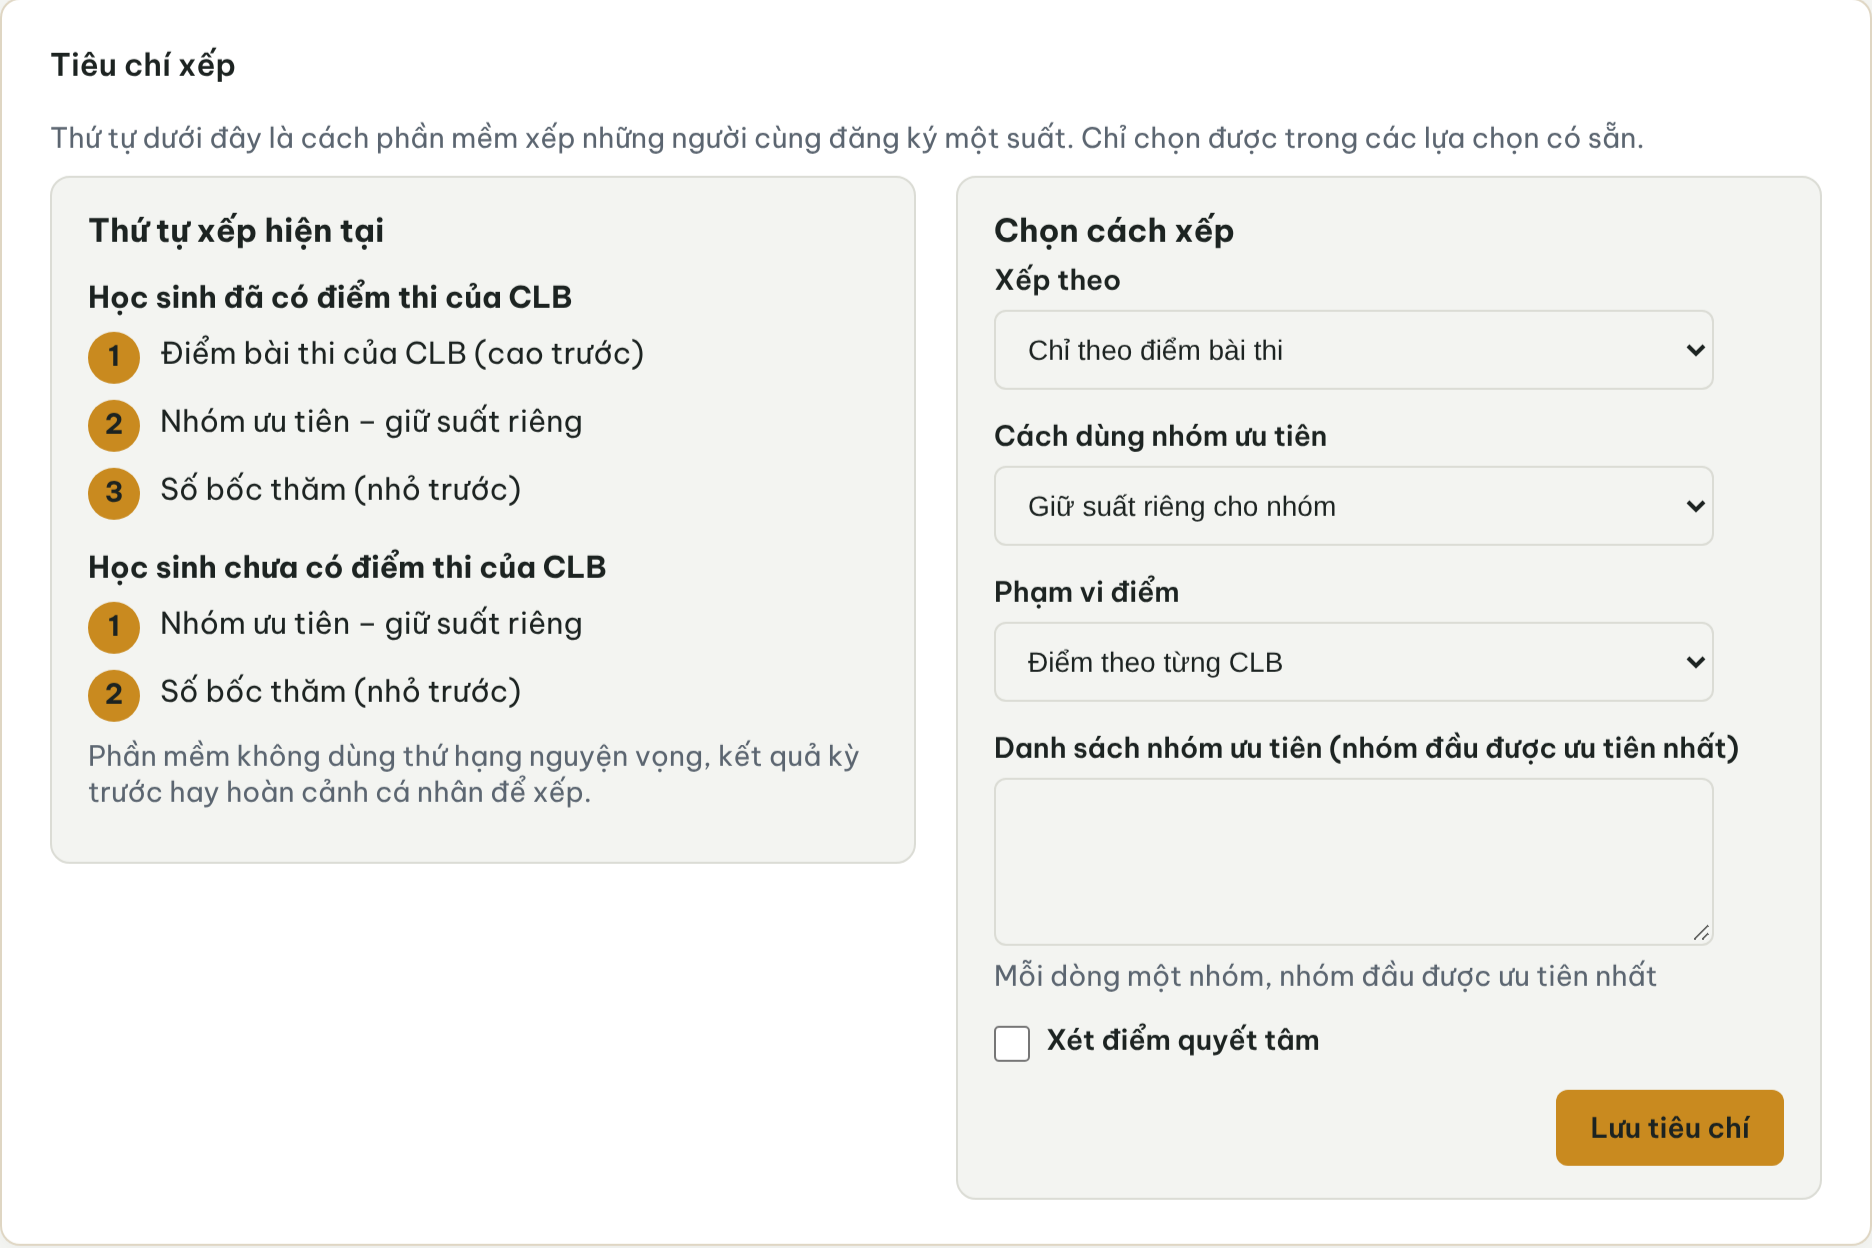 Tiêu chí xếp
Thứ tự dưới đây là cách phần mềm xếp những người cùng đăng ký một suất. Chỉ chọn được trong các lựa chọn có sẵn.
Thứ tự xếp hiện tại
Học sinh đã có điểm thi của CLB
1 Điểm bài thi của CLB (cao trước)
2 Nhóm ưu tiên – giữ suất riêng
3 Số bốc thăm (nhỏ trước)
Học sinh chưa có điểm thi của CLB
1 Nhóm ưu tiên – giữ suất riêng
2 Số bốc thăm (nhỏ trước)
Phần mềm không dùng thứ hạng nguyện vọng, kết quả kỳ
trước hay hoàn cảnh cá nhân để xếp.
Chọn cách xếp
Xếp theo
Chỉ theo điểm bài thi
Cách dùng nhóm ưu tiên
Giữ suất riêng cho nhóm
Phạm vi điểm
Điểm theo từng CLB
Danh sách nhóm ưu tiên (nhóm đầu được ưu tiên nhất)
Mỗi dòng một nhóm, nhóm đầu được ưu tiên nhất
Xét điểm quyết tâm
Lưu tiêu chí